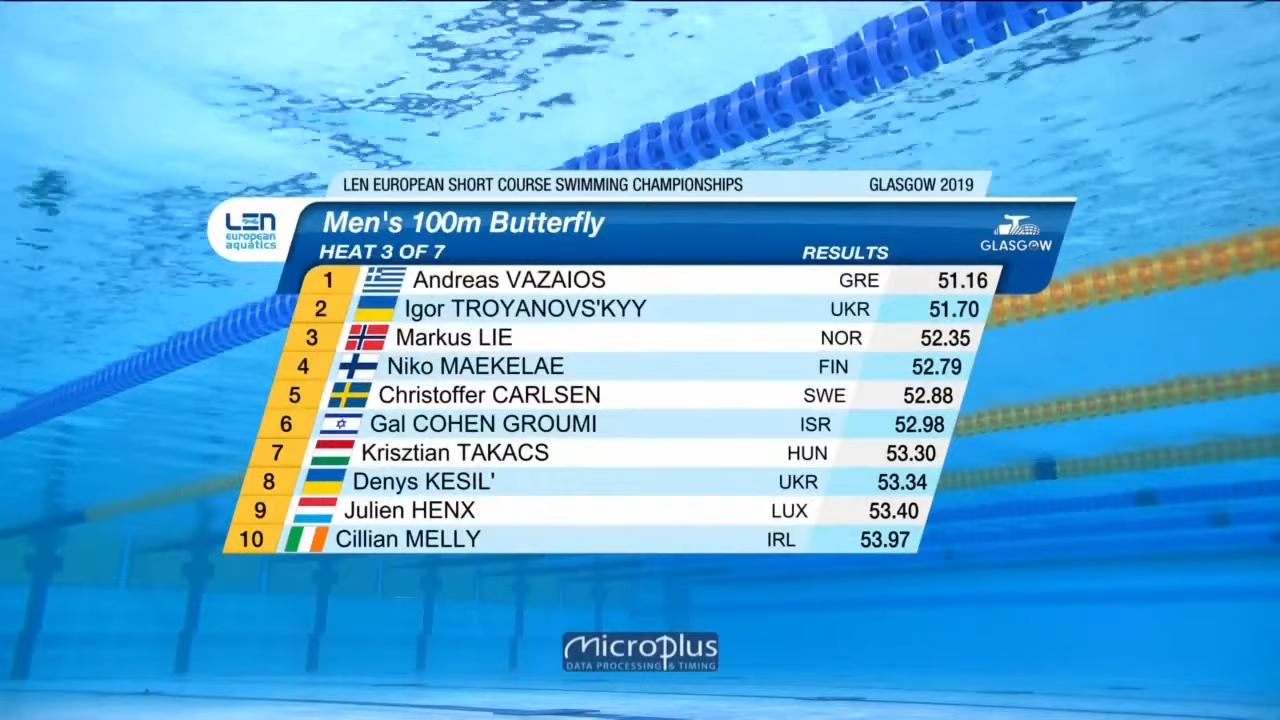 LEN EUROPEAN SHORT COURSE SWIMMING CHAMPIONSHIPS GLASGOW 2019
LEN european aquatics
Men's 100m Butterfly
GLASGOW
HEAT 3 OF 7 RESULTS
1 Andreas VAZAIOS GRE 51.16
2 Igor TROYANOVS'KYY UKR 51.70
3 Markus LIE NOR 52.35
4 Niko MAEKELAE FIN 52.79
5 Christoffer CARLSEN SWE 52.88
6 Gal COHEN GROUMI ISR 52.98
7 Krisztian TAKACS HUN 53.30
8 Denys KESIL' UKR 53.34
9 Julien HENX LUX 53.40
10 Cillian MELLY IRL 53.97
MicroPlus
DATA PROCESSING & TIMING